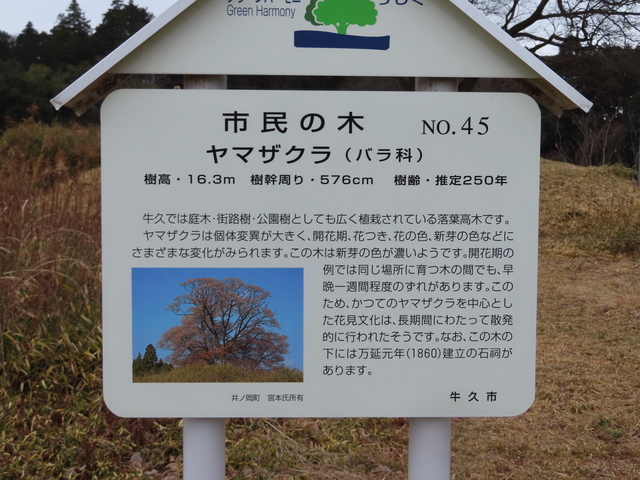 Green Harmony
市民の木 NO.45
ヤマザクラ（バラ科）
樹高・16.3m 樹幹周り・576cm 樹齢・推定250年
牛久では庭木・街路樹・公園樹としても広く植栽されている落葉高木です。
ヤマザクラは個体変異が大きく、開花期、花つき、花の色、新芽の色などに
さまざまな変化がみられます。この木は新芽の色が濃いようです。開花期の
例では同じ場所に育つ木の間でも、早
晩一週間程度のずれがあります。この
ため、かつてのヤマザクラを中心とし
た花見文化は、長期間にわたって散発
的に行われたそうです。なお、この木の
下には万延元年(1860)建立の石祠が
あります。
井ノ岡町 宮本氏所有
牛久市